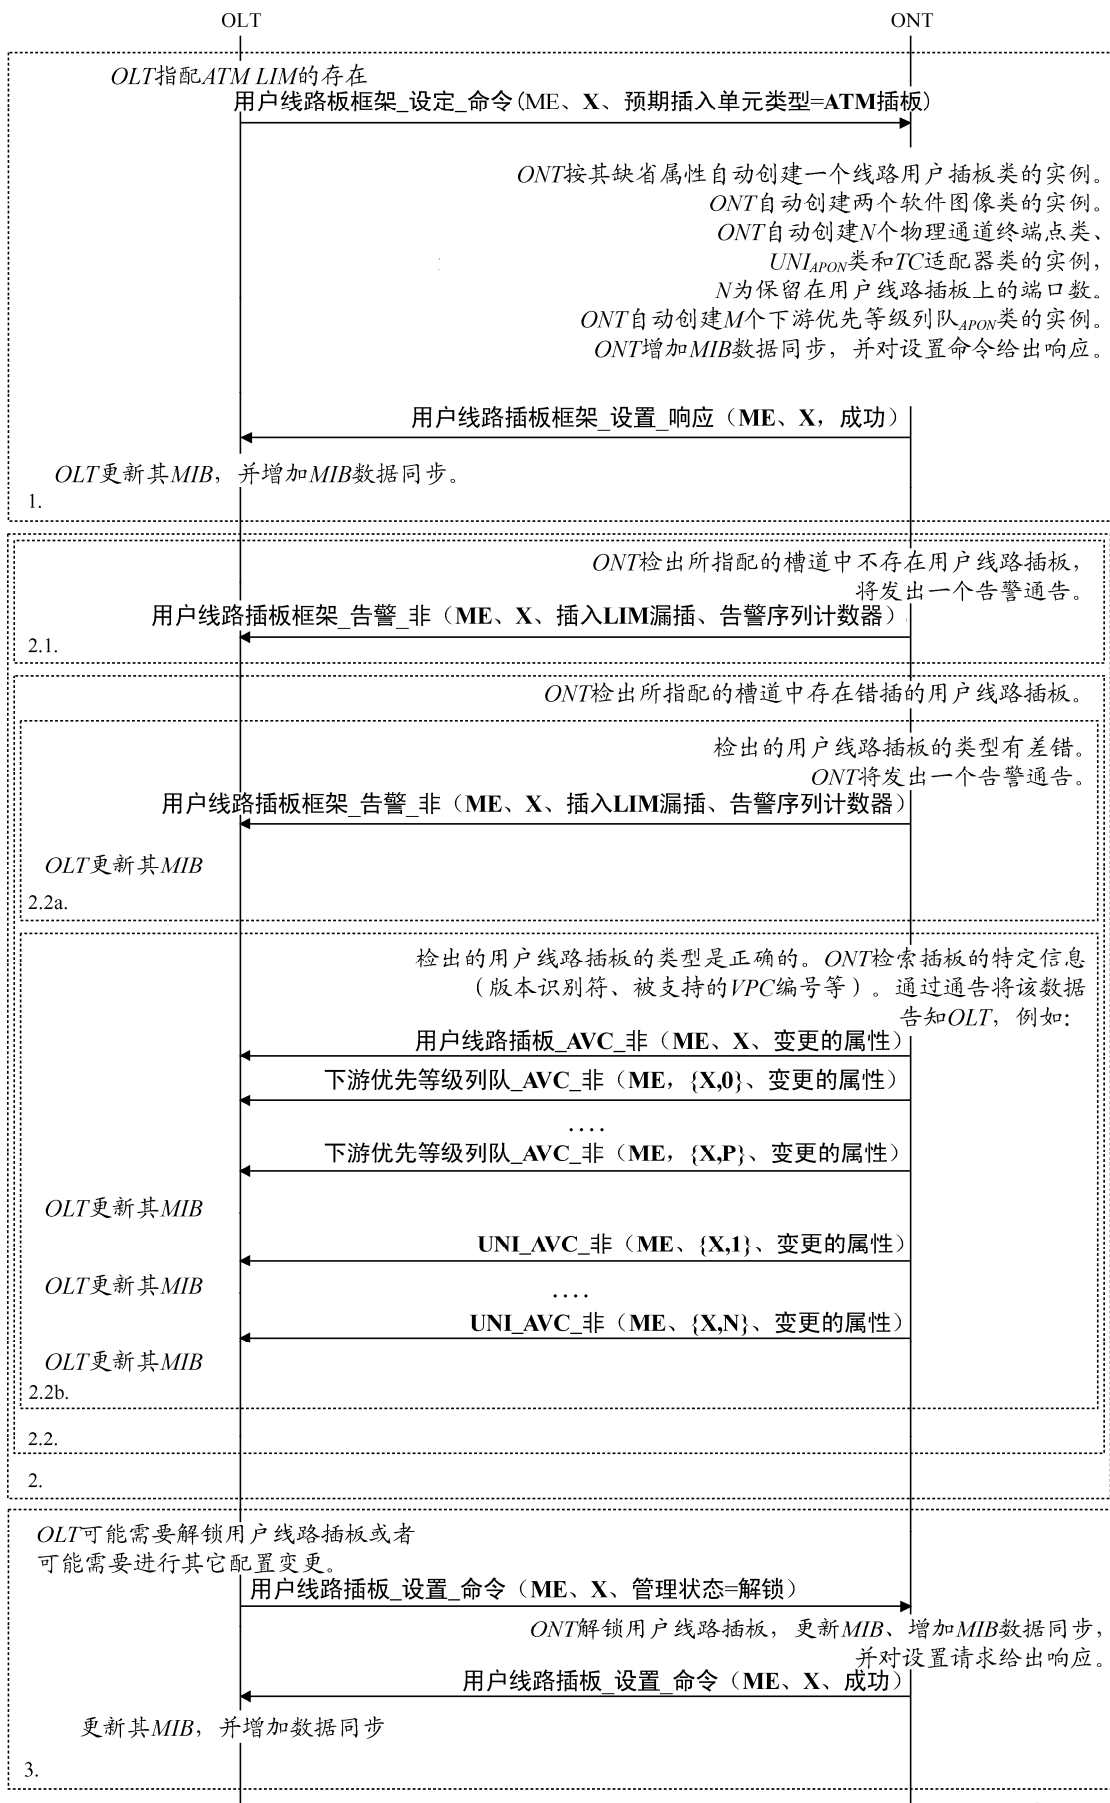 OLT
ONT
OLT指配ATM LIM的存在
用户线路板框架_设定_命令(ME、X、预期插入单元类型=ATM插板)
ONT按其缺省属性自动创建一个线路用户插板类的实例。
ONT自动创建两个软件图像类的实例。
ONT自动创建N个物理通道终端点类、
UNIAPON类和TC适配器类的实例，
N为保留在用户线路插板上的端口数。
ONT自动创建M个下游优先等级列队APON类的实例。
ONT增加MIB数据同步，并对设置命令给出响应。
用户线路插板框架_设置_响应（ME、X，成功）
OLT更新其MIB，并增加MIB数据同步。
1.
ONT检出所指配的槽道中不存在用户线路插板，
将发出一个告警通告。
用户线路插板框架_告警_非（ME、X、插入LIM漏插、告警序列计数器）
2.1.
ONT检出所指配的槽道中存在错插的用户线路插板。
检出的用户线路插板的类型有差错。
ONT将发出一个告警通告。
用户线路插板框架_告警_非（ME、X、插入LIM漏插、告警序列计数器）
OLT更新其MIB
2.2a.
检出的用户线路插板的类型是正确的。ONT检索插板的特定信息
（版本识别符、被支持的VPC编号等）。通过通告将该数据
告知OLT，例如：
用户线路插板_AVC_非（ME、X、变更的属性）
下游优先等级列队_AVC_非（ME，{X,0}、变更的属性）
....
下游优先等级列队_AVC_非（ME，{X,P}、变更的属性）
OLT更新其MIB
UNI_AVC_非（ME、{X,1}、变更的属性）
OLT更新其MIB
....
UNI_AVC_非（ME、{X,N}、变更的属性）
OLT更新其MIB
2.2b.
2.2.
2.
OLT可能需要解锁用户线路插板或者
可能需要进行其它配置变更。
用户线路插板_设置_命令（ME、X、管理状态=解锁）
ONT解锁用户线路插板，更新MIB、增加MIB数据同步，
并对设置请求给出响应。
用户线路插板_设置_命令（ME、X、成功）
更新其MIB，并增加数据同步
3.